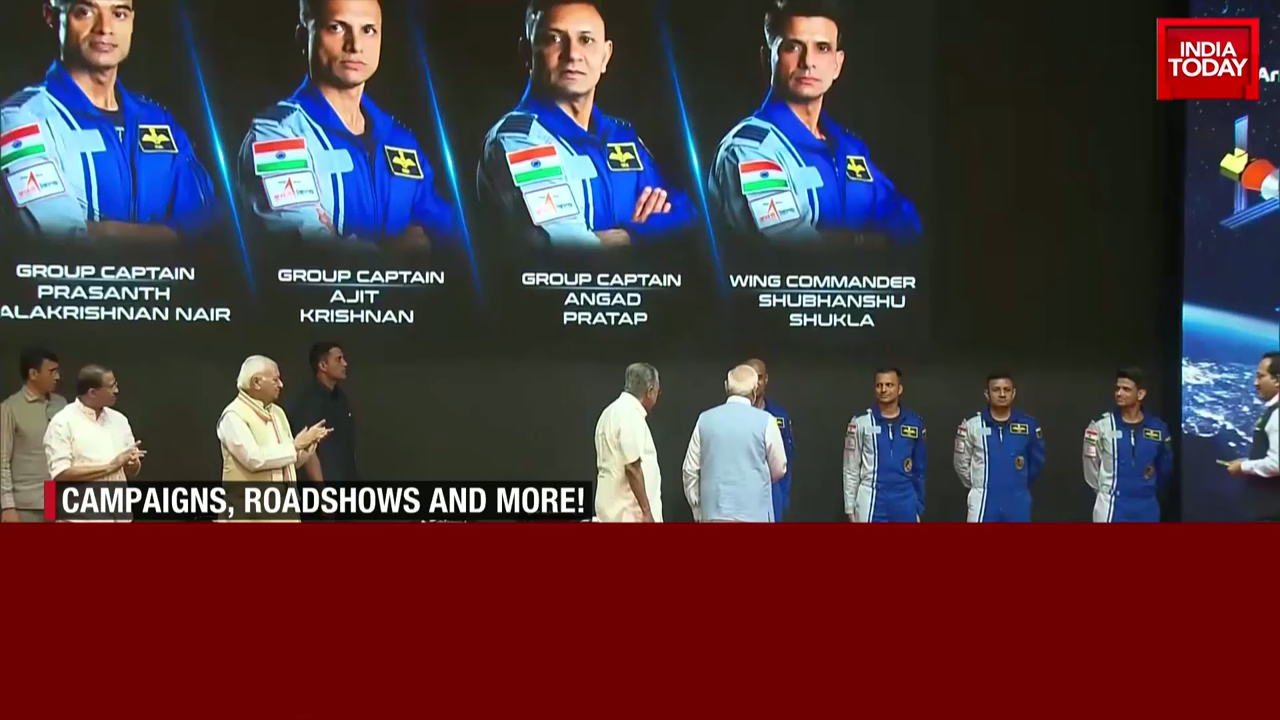 INDIA
TODAY
GROUP CAPTAIN
PRASANTH
ALAKRISHNAN NAIR
GROUP CAPTAIN
AJIT
KRISHNAN
GROUP CAPTAIN
ANGAD
PRATAP
WING COMMANDER
SHUBHANSHU
SHUKLA
CAMPAIGNS, ROADSHOWS AND MORE!